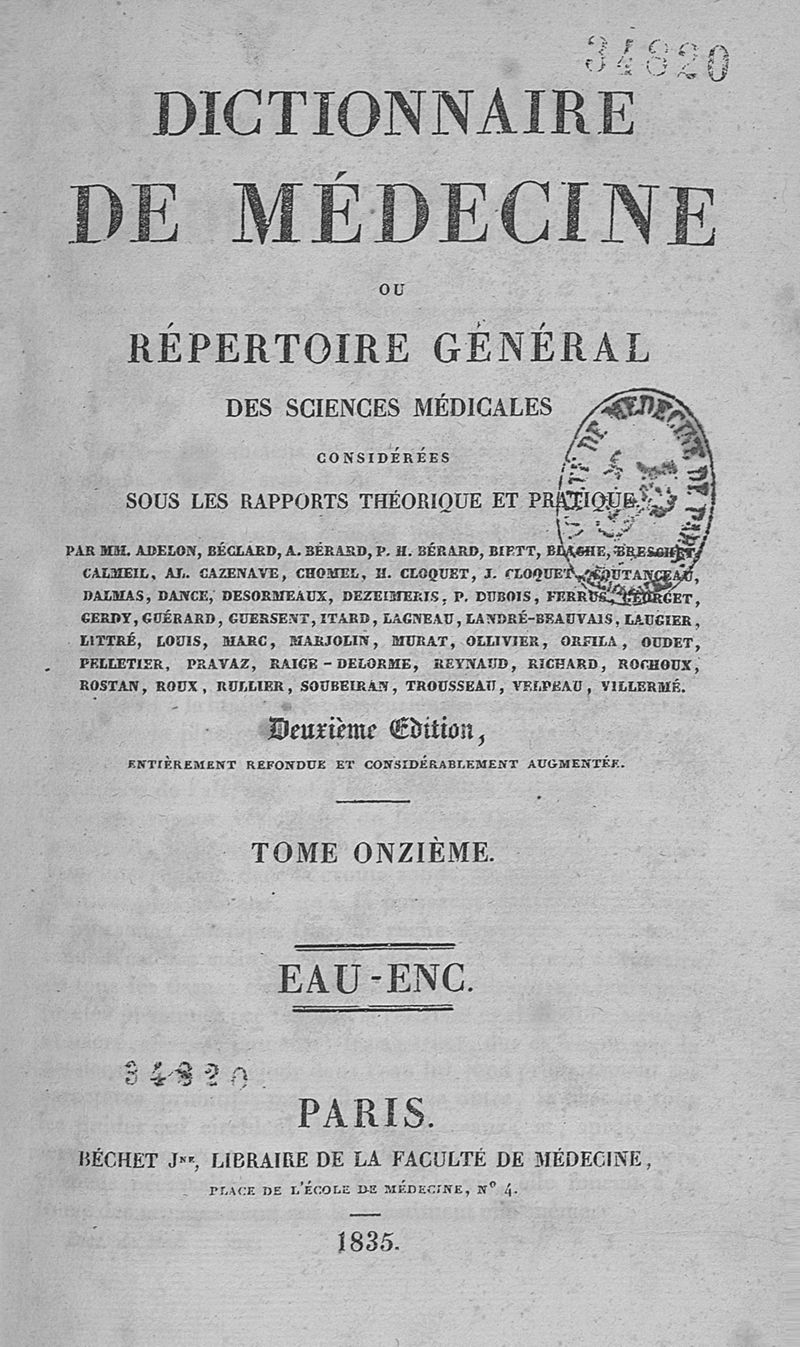 34820
DICTIONNAIRE
DE MÉDECINE
OU
RÉPERTOIRE GÉNÉRAL
DES SCIENCES MÉDICALES
CONSIDÉRÉES
SOUS LES RAPPORTS THÉORIQUE ET PRATIQUE.
PAR MM. ADELON, BÉCLARD, A. BÉRARD, P. H. BÉRARD, BIETT, BLACHE, BRESCHET,
CALMEIL, AL. CAZENAVE, CHOMEL, H. CLOQUET, J. CLOQUET, COUTANCEAU,
DALMAS, DANCE, DESORMEAUX, DEZEIMERIS, P. DUBOIS, FERRUS, GEORGET,
GERDY, GUÉRARD, GUERSENT, ITARD, LAGNEAU, LANDRÉ-BEAUVAIS, LAUGIER,
LITTRÉ, LOUIS, MARC, MARJOLIN, MURAT, OLLIVIER, ORFILA, OUDET,
PELLETIER, PRAVAZ, RAIGE-DELORME, REYNAUD, RICHARD, ROCHOUX,
ROSTAN, ROUX, RULLIER, SOUBEIRAN, TROUSSEAU, VELPEAU, VILLERMÉ.
Deuxième Edition,
ENTIÈREMENT REFONDUE ET CONSIDÉRABLEMENT AUGMENTÉE.
TOME ONZIÈME.
EAU-ENC.
34820
PARIS.
BÉCHET Jne, LIBRAIRE DE LA FACULTÉ DE MÉDECINE,
PLACE DE L'ÉCOLE DE MÉDECINE, N° 4.
1835.
DE MEDECINE DE